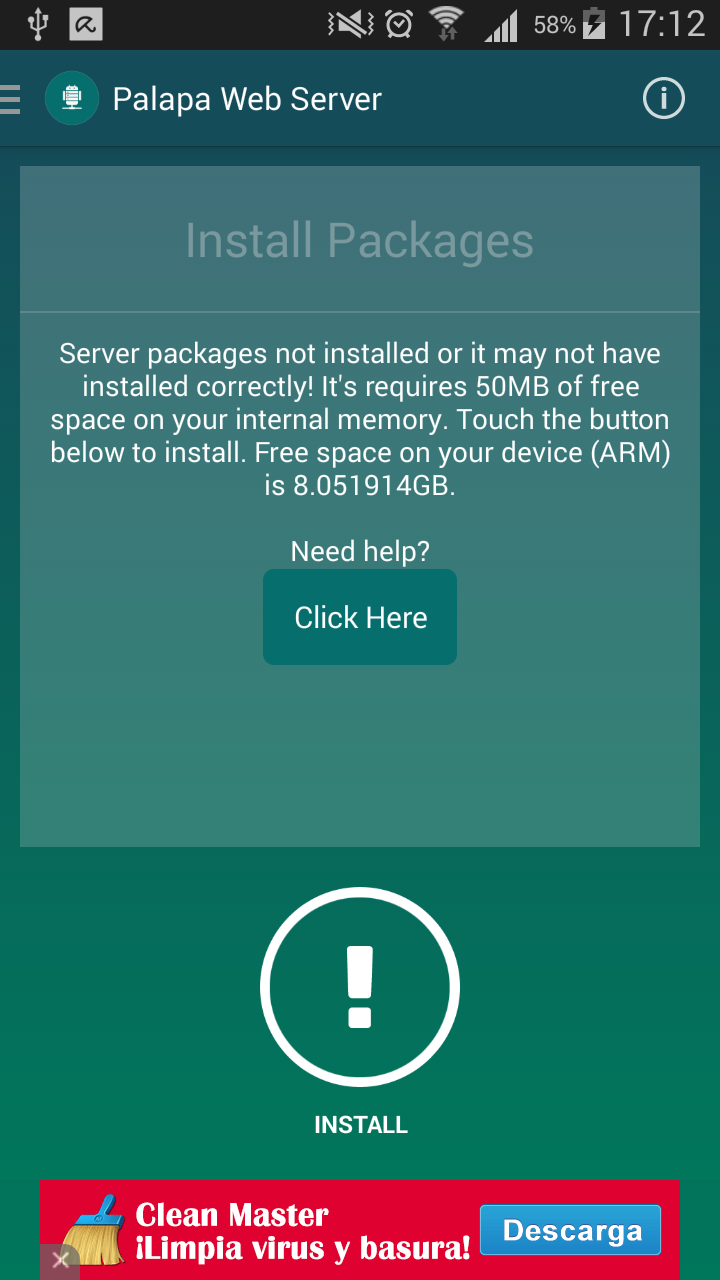 58% 17:12
Palapa Web Server
Install Packages
Server packages not installed or it may not have
installed correctly! It's requires 50MB of free
space on your internal memory. Touch the button
below to install. Free space on your device (ARM)
is 8.051914GB.
Need help?
Click Here
INSTALL
Clean Master
¡Limpia virus y basura!
Descarga